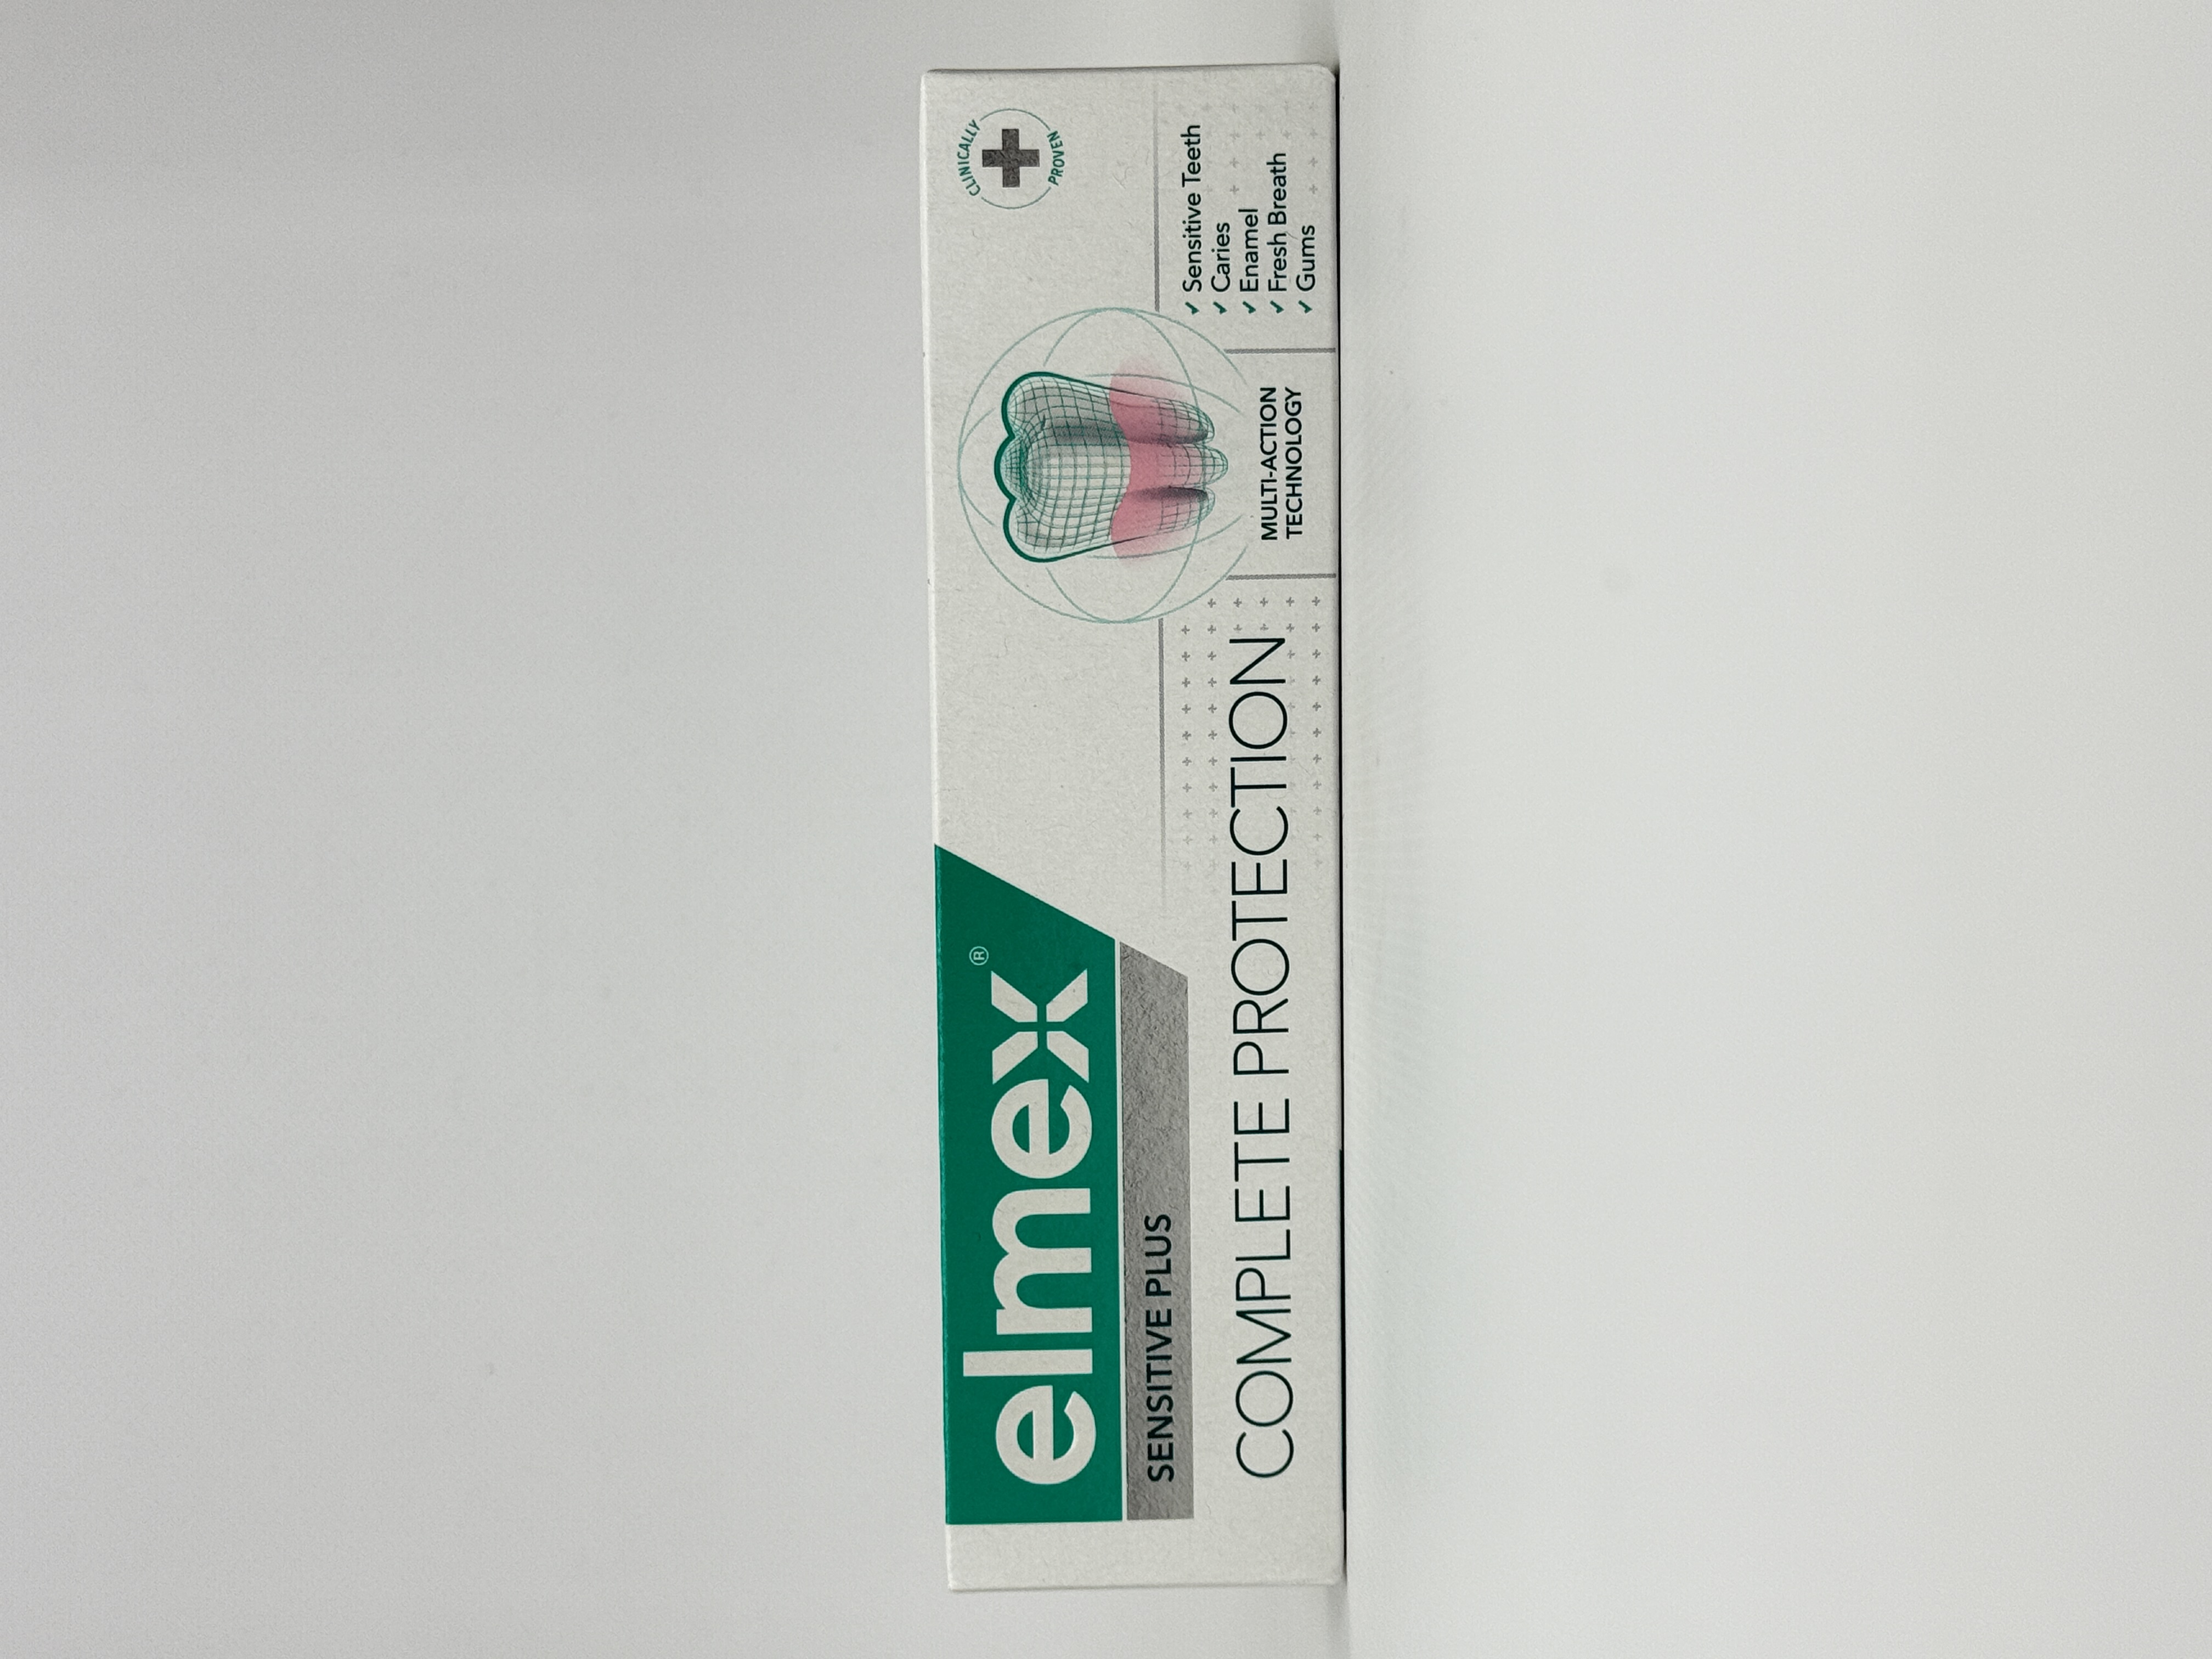 elmex®
SENSITIVE PLUS
COMPLETE PROTECTION
MULTI-ACTION
TECHNOLOGY
CLINICALLY
PROVEN
✓ Sensitive Teeth
✓ Caries
✓ Enamel
✓ Fresh Breath
✓ Gums